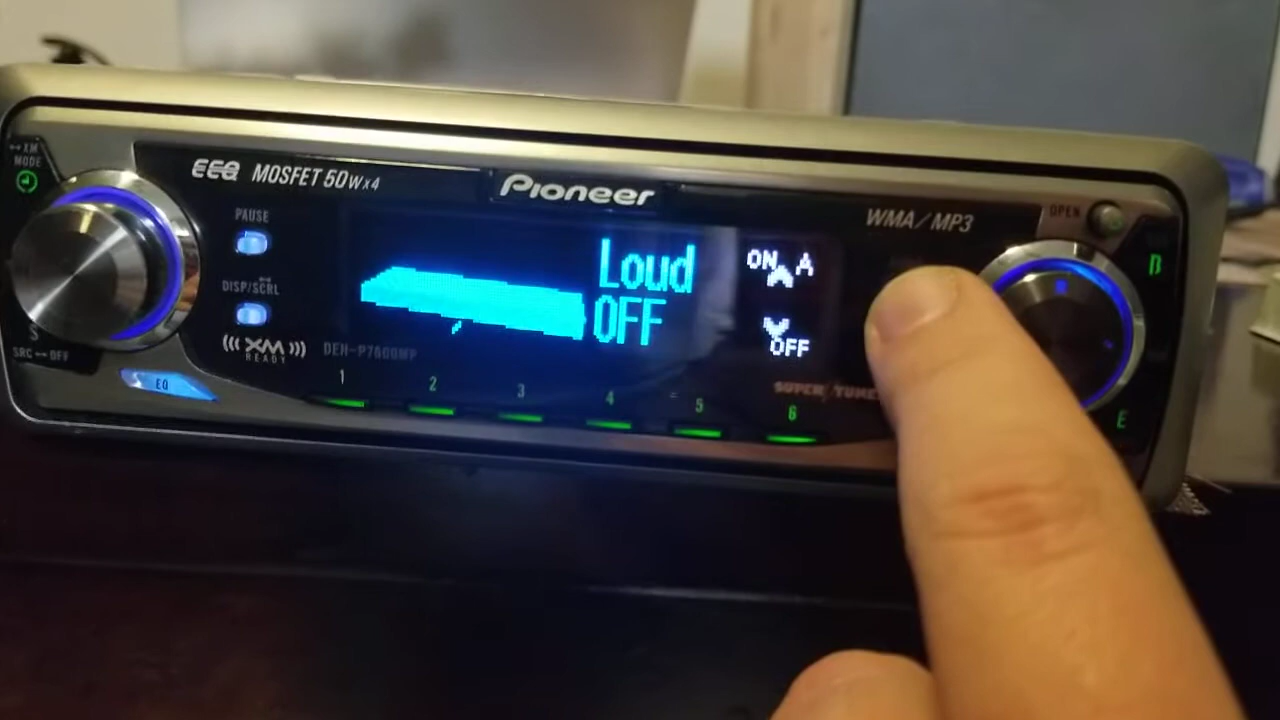 XM
MODE
EEQ MOSFET 50Wx4
Pioneer
WMA/MP3
OPEN
PAUSE
DISP/SCRL
Loud
OFF
ON A
OFF
B
S
SRC OFF
((( XM )))
READY
EQ
1 2 3 4 5 6
E